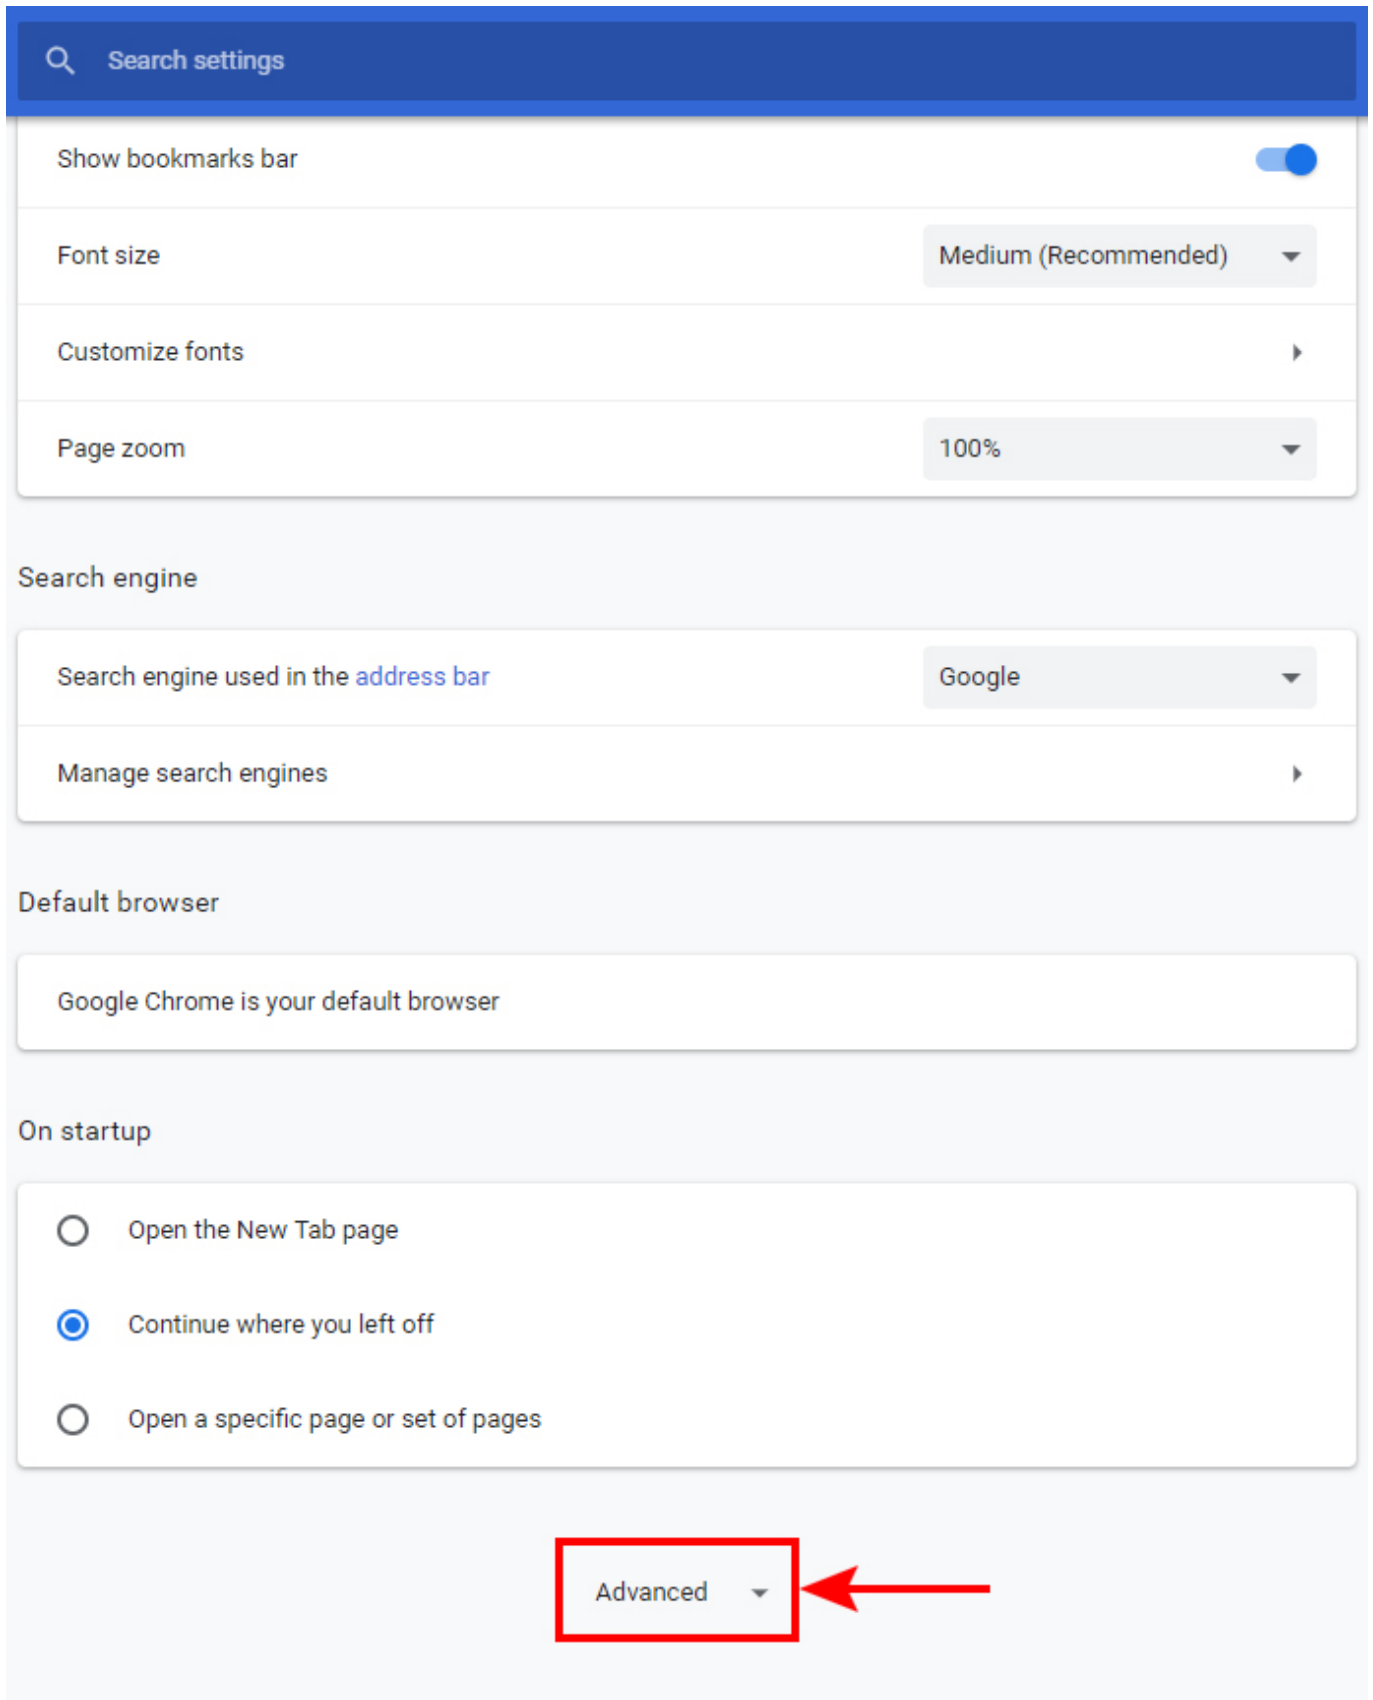 Search settings
Show bookmarks bar
Font size Medium (Recommended)
Customize fonts
Page zoom 100%
Search engine
Search engine used in the address bar Google
Manage search engines
Default browser
Google Chrome is your default browser
On startup
Open the New Tab page
Continue where you left off
Open a specific page or set of pages
Advanced